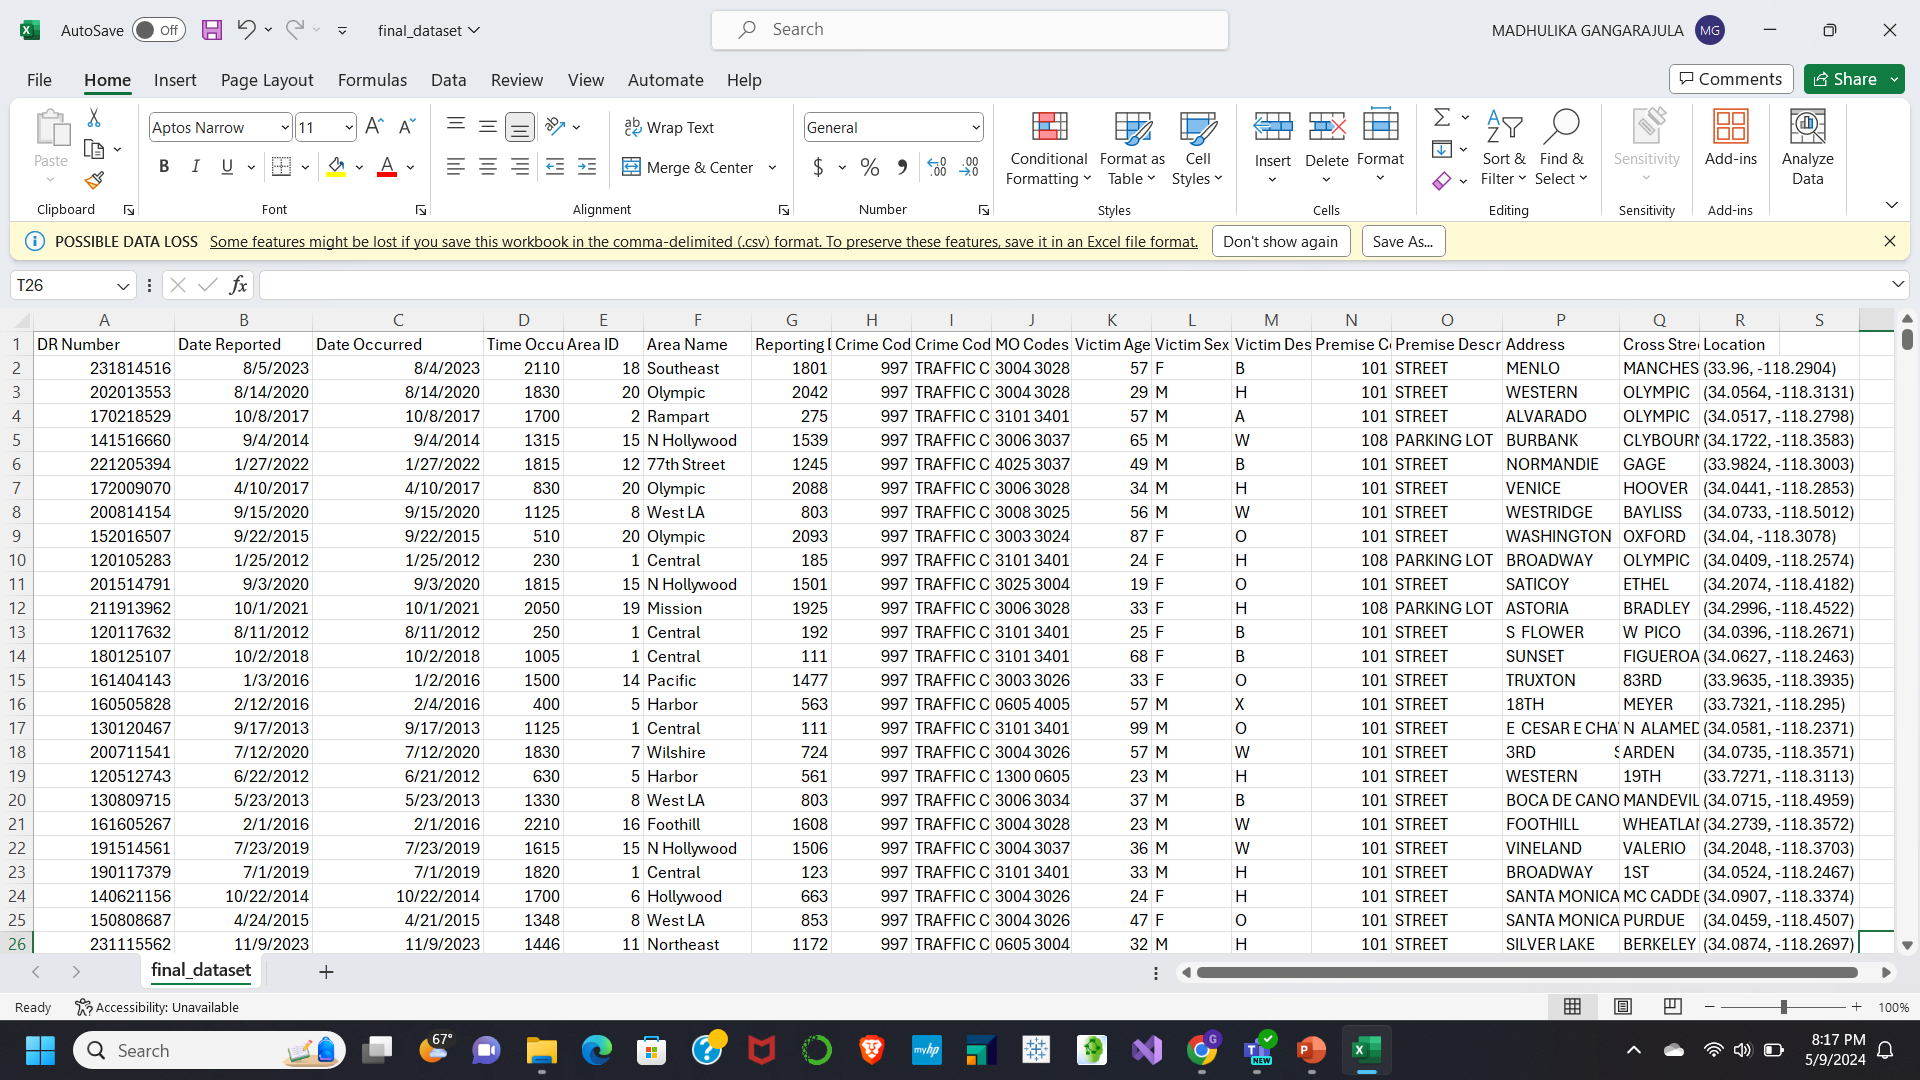 AutoSave Off final_dataset Search MADHULIKA GANGARAJULA MG
File Home Insert Page Layout Formulas Data Review View Automate Help Comments Share
Paste Aptos Narrow 11 Wrap Text General Conditional Formatting Format as Table Cell Styles Insert Delete Format Sort & Filter Find & Select Sensitivity Add-ins Analyze Data
B I U Merge & Center $ %
Clipboard Font Alignment Number Styles Cells Editing Sensitivity Add-ins
POSSIBLE DATA LOSS Some features might be lost if you save this workbook in the comma-delimited (.csv) format. To preserve these features, save it in an Excel file format. Don't show again Save As...
T26 fx
A B C D E F G H I J K L M N O P Q R S
1 DR Number Date Reported Date Occurred Time Occu Area ID Area Name Reporting D Crime Cod Crime Cod MO Codes Victim Age Victim Sex Victim Des Premise Co Premise Descr Address Cross Stree Location
2 231814516 8/5/2023 8/4/2023 2110 18 Southeast 1801 997 TRAFFIC C 3004 3028 57 F B 101 STREET MENLO MANCHES (33.96, -118.2904)
3 202013553 8/14/2020 8/14/2020 1830 20 Olympic 2042 997 TRAFFIC C 3004 3028 29 M H 101 STREET WESTERN OLYMPIC (34.0564, -118.3131)
4 170218529 10/8/2017 10/8/2017 1700 2 Rampart 275 997 TRAFFIC C 3101 3401 57 M A 101 STREET ALVARADO OLYMPIC (34.0517, -118.2798)
5 141516660 9/4/2014 9/4/2014 1315 15 N Hollywood 1539 997 TRAFFIC C 3006 3037 65 M W 108 PARKING LOT BURBANK CLYBOURN (34.1722, -118.3583)
6 221205394 1/27/2022 1/27/2022 1815 12 77th Street 1245 997 TRAFFIC C 4025 3037 49 M B 101 STREET NORMANDIE GAGE (33.9824, -118.3003)
7 172009070 4/10/2017 4/10/2017 830 20 Olympic 2088 997 TRAFFIC C 3006 3028 34 M H 101 STREET VENICE HOOVER (34.0441, -118.2853)
8 200814154 9/15/2020 9/15/2020 1125 8 West LA 803 997 TRAFFIC C 3008 3025 56 M W 101 STREET WESTRIDGE BAYLISS (34.0733, -118.5012)
9 152016507 9/22/2015 9/22/2015 510 20 Olympic 2093 997 TRAFFIC C 3003 3024 87 F O 101 STREET WASHINGTON OXFORD (34.04, -118.3078)
10 120105283 1/25/2012 1/25/2012 230 1 Central 185 997 TRAFFIC C 3101 3401 24 F H 108 PARKING LOT BROADWAY OLYMPIC (34.0409, -118.2574)
11 201514791 9/3/2020 9/3/2020 1815 15 N Hollywood 1501 997 TRAFFIC C 3025 3004 19 F O 101 STREET SATICOY ETHEL (34.2074, -118.4182)
12 211913962 10/1/2021 10/1/2021 2050 19 Mission 1925 997 TRAFFIC C 3006 3028 33 F H 108 PARKING LOT ASTORIA BRADLEY (34.2996, -118.4522)
13 120117632 8/11/2012 8/11/2012 250 1 Central 192 997 TRAFFIC C 3101 3401 25 F B 101 STREET S FLOWER W PICO (34.0396, -118.2671)
14 180125107 10/2/2018 10/2/2018 1005 1 Central 111 997 TRAFFIC C 3101 3401 68 F B 101 STREET SUNSET FIGUEROA (34.0627, -118.2463)
15 161404143 1/3/2016 1/2/2016 1500 14 Pacific 1477 997 TRAFFIC C 3003 3026 33 F O 101 STREET TRUXTON 83RD (33.9635, -118.3935)
16 160505828 2/12/2016 2/4/2016 400 5 Harbor 563 997 TRAFFIC C 0605 4005 57 M X 101 STREET 18TH MEYER (33.7321, -118.295)
17 130120467 9/17/2013 9/17/2013 1125 1 Central 111 997 TRAFFIC C 3101 3401 99 M O 101 STREET E CESAR E CHA N ALAMED (34.0581, -118.2371)
18 200711541 7/12/2020 7/12/2020 1830 7 Wilshire 724 997 TRAFFIC C 3004 3026 57 M W 101 STREET 3RD S ARDEN (34.0735, -118.3571)
19 120512743 6/22/2012 6/21/2012 630 5 Harbor 561 997 TRAFFIC C 1300 0605 23 M H 101 STREET WESTERN 19TH (33.7271, -118.3113)
20 130809715 5/23/2013 5/23/2013 1330 8 West LA 803 997 TRAFFIC C 3006 3034 37 M B 101 STREET BOCA DE CANO MANDEVIL (34.0715, -118.4959)
21 161605267 2/1/2016 2/1/2016 2210 16 Foothill 1608 997 TRAFFIC C 3004 3028 23 M W 101 STREET FOOTHILL WHEATLAN (34.2739, -118.3572)
22 191514561 7/23/2019 7/23/2019 1615 15 N Hollywood 1506 997 TRAFFIC C 3004 3037 36 M W 101 STREET VINELAND VALERIO (34.2048, -118.3703)
23 190117379 7/1/2019 7/1/2019 1820 1 Central 123 997 TRAFFIC C 3101 3401 33 M H 101 STREET BROADWAY 1ST (34.0524, -118.2467)
24 140621156 10/22/2014 10/22/2014 1700 6 Hollywood 663 997 TRAFFIC C 3004 3026 24 F H 101 STREET SANTA MONICA MC CADDE (34.0907, -118.3374)
25 150808687 4/24/2015 4/21/2015 1348 8 West LA 853 997 TRAFFIC C 3004 3026 47 F O 101 STREET SANTA MONICA PURDUE (34.0459, -118.4507)
26 231115562 11/9/2023 11/9/2023 1446 11 Northeast 1172 997 TRAFFIC C 0605 3004 32 M H 101 STREET SILVER LAKE BERKELEY (34.0874, -118.2697)
final_dataset
Ready Accessibility: Unavailable 100%
Search 67° myhp G NEW 8:17 PM
5/9/2024